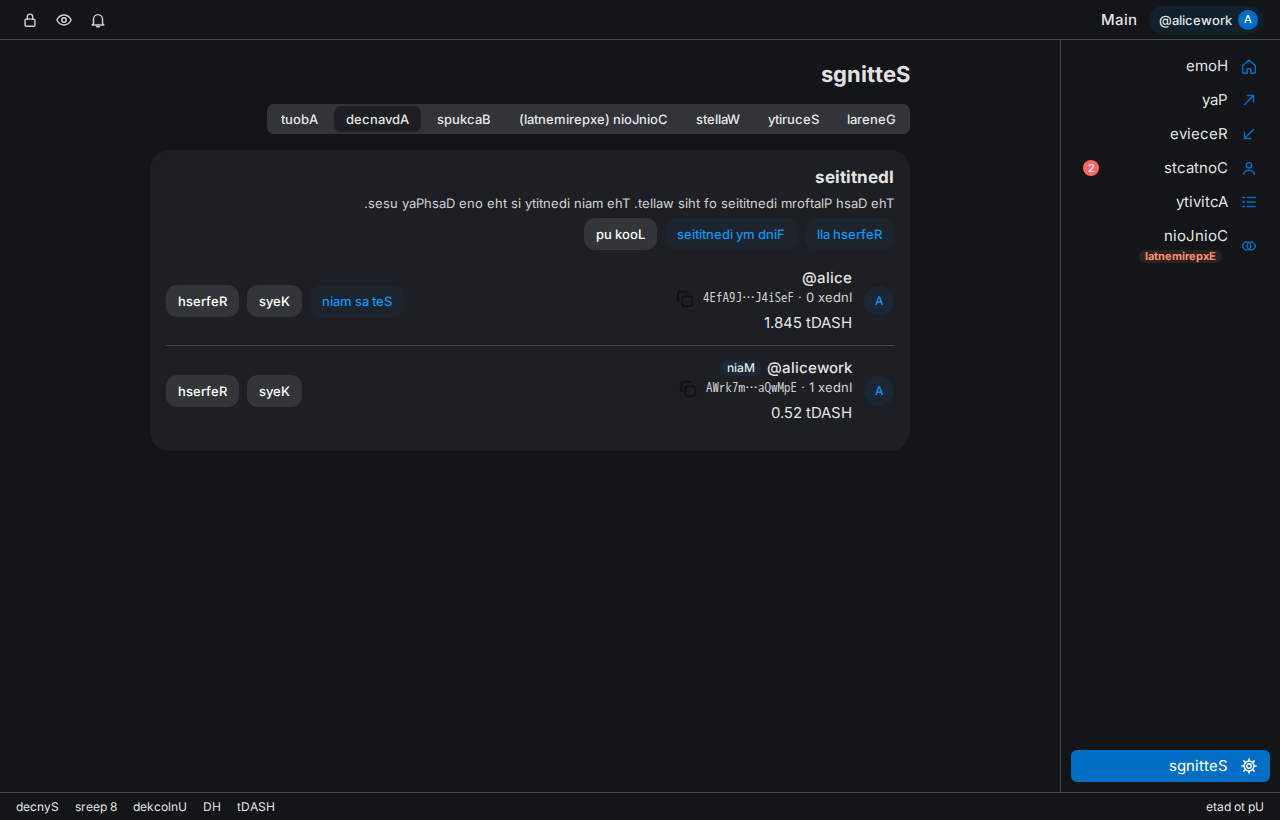 Main
@alicework A
emoH
yaP
evieceR
stcatnoC
2
ytivitcA
nioJnioC
latnemirepxE
sgnitteS
sgnitteS
lareneG
ytiruceS
stellaW
(latnemirepxe) nioJnioC
spukcaB
decnavdA
tuobA
seititnedI
.sesu yaPhsaD eno eht si ytitnedi niam ehT .tellaw siht fo seititnedi mroftalP hsaD ehT
lla hserfeR
seititnedi ym dniF
pu kooL
A
@alice
4EfA9J⋯J4iSeF · 0 xednI
1.845 tDASH
niam sa teS
syeK
hserfeR
A
@alicework
niaM
AWrk7m⋯aQwMpE · 1 xednI
0.52 tDASH
syeK
hserfeR
decnyS
sreep 8
dekcolnU
DH
tDASH
etad ot pU